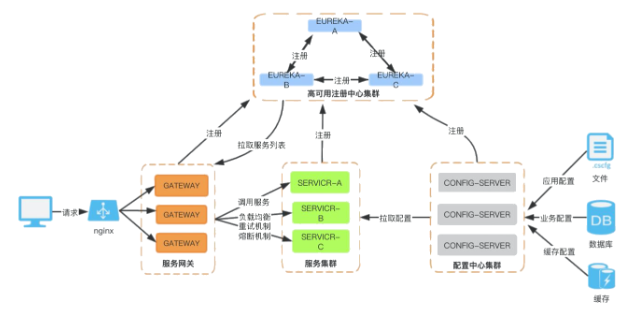 EUREKA-
A
注册
注册
EUREKA-
B
注册
EUREKA-
C
高可用注册中心集群
注册
拉取服务列表
注册
注册
请求
nginx
GATEWAY
GATEWAY
GATEWAY
服务网关
调用服务
负载均衡
重试机制
熔断机制
SERVICR-A
SERVICR-
B
SERVICR-
C
服务集群
拉取配置
CONFIG-SERVER
CONFIG-SERVER
CONFIG-SERVER
配置中心集群
应用配置
业务配置
缓存配置
.cscfg
文件
DB
数据库
缓存